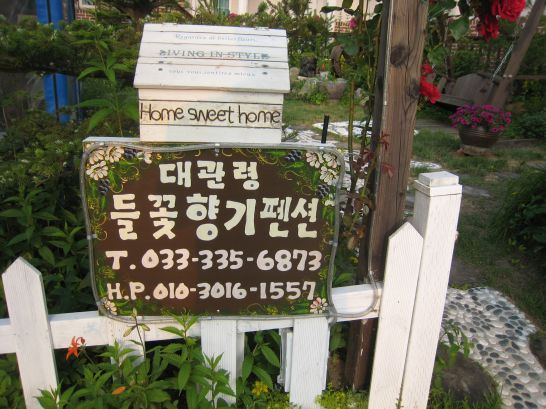 LIVING IN STYLE
Home sweet home
대관령
들꽃향기펜션
T. 033-335-6873
H.P. 010-3016-1557